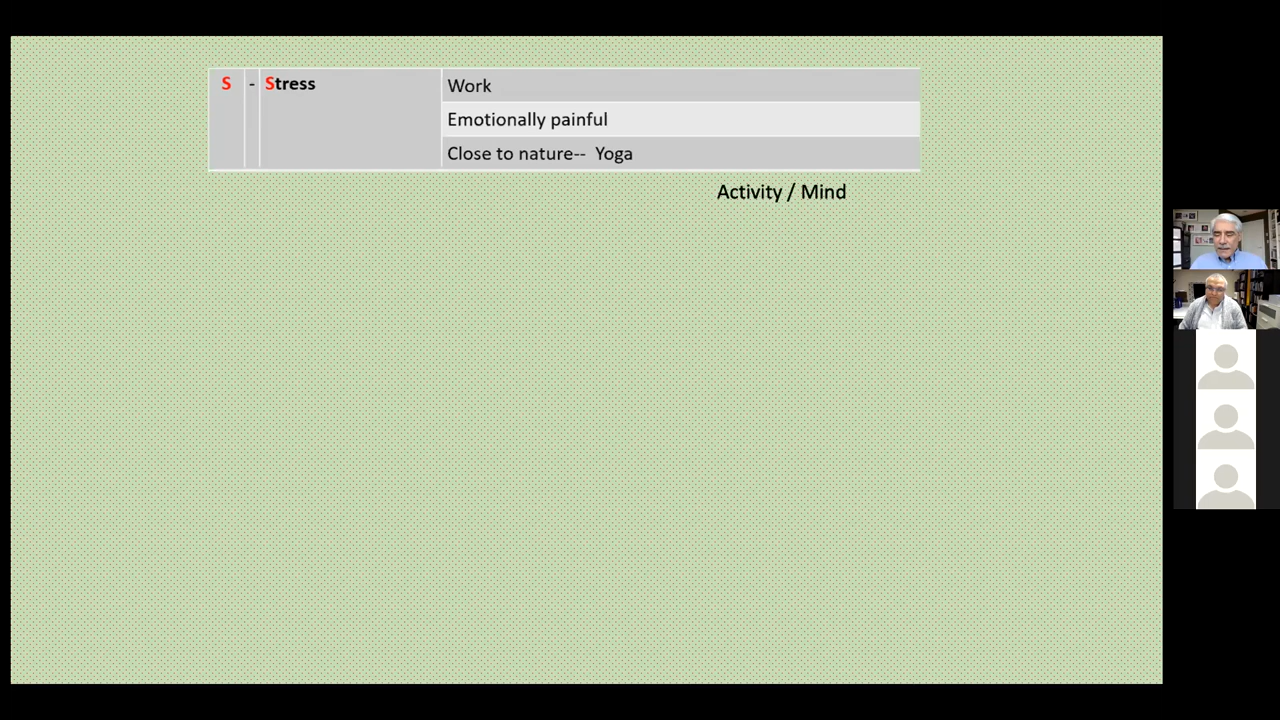 S - Stress Work
Emotionally painful
Close to nature-- Yoga
Activity / Mind